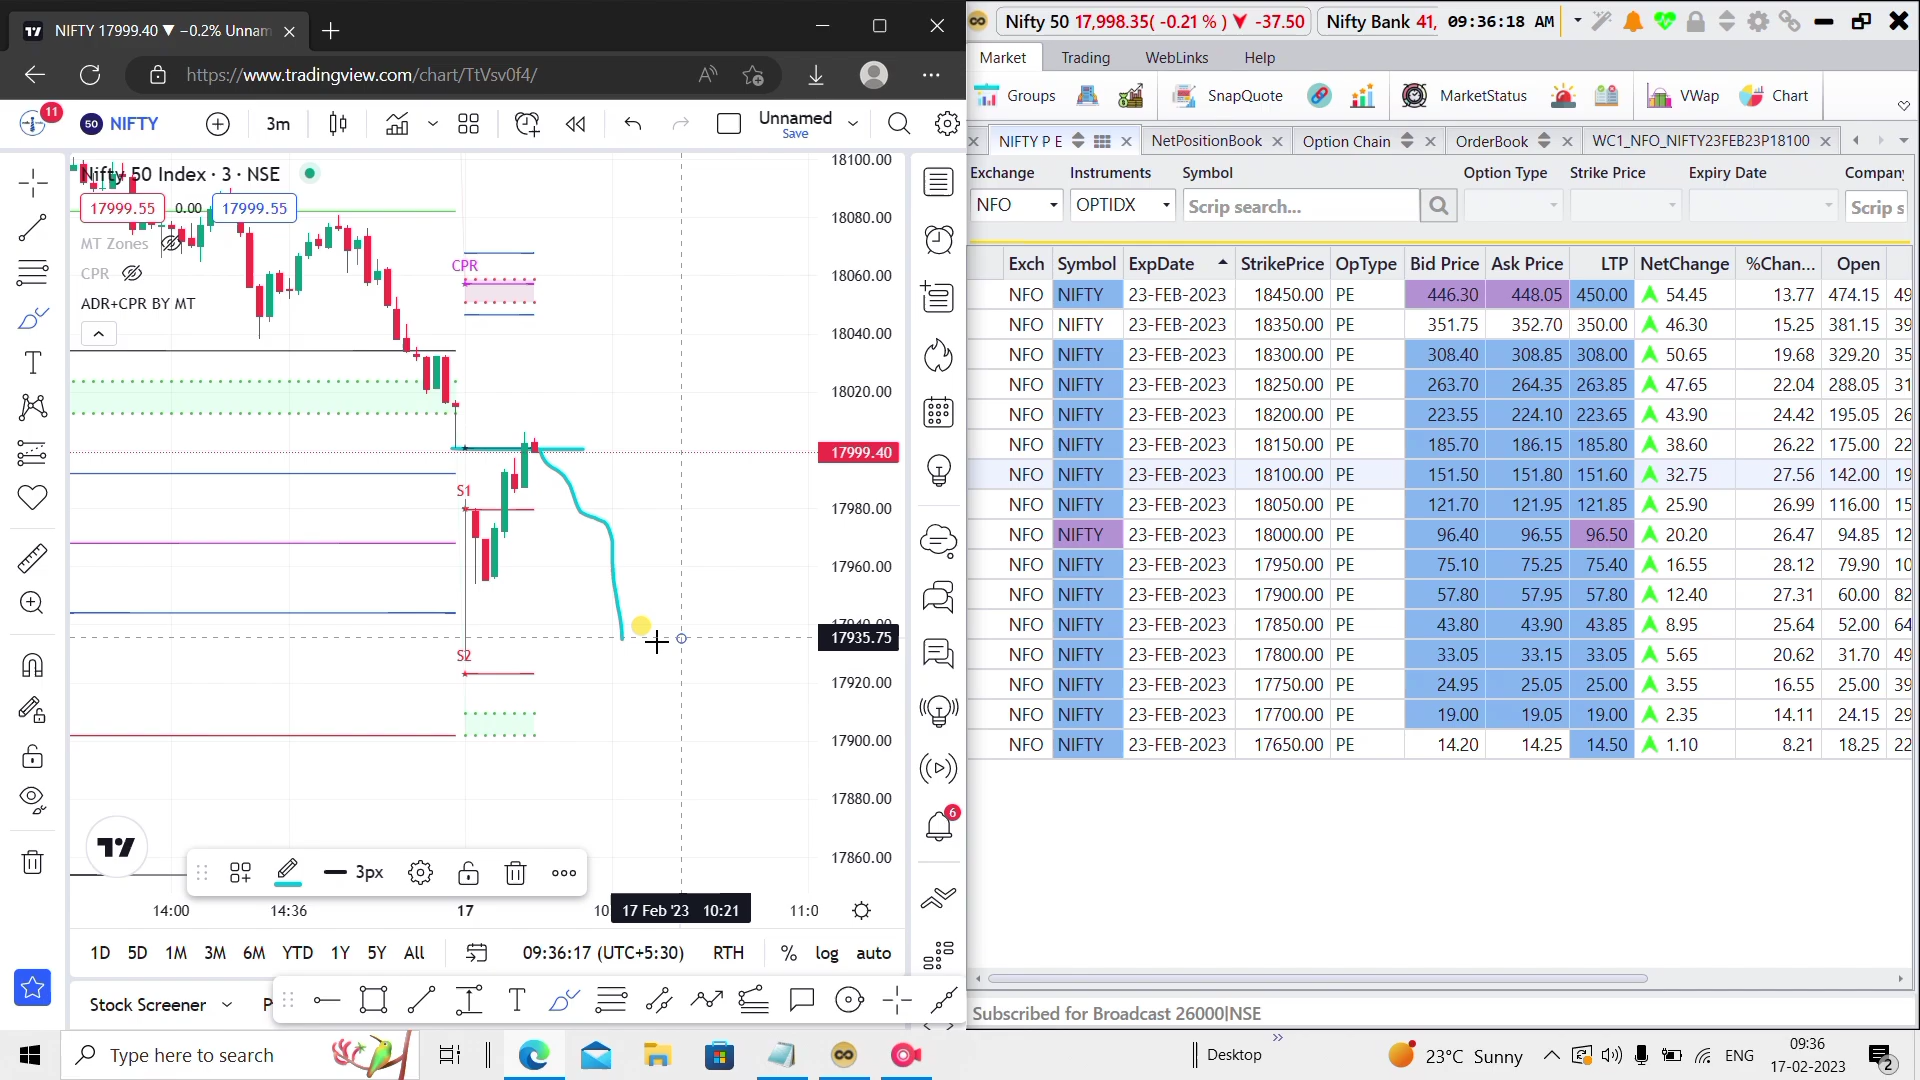 NIFTY 17999.40 ▼ −0.2% Unnam
https://www.tradingview.com/chart/TtVsv0f4/
11
50 NIFTY
3m
Unnamed
Save
Nifty 50 Index · 3 · NSE
17999.55 0.00 17999.55
MT Zones
CPR
ADR+CPR BY MT
CPR
S1
S2
18100.00
18080.00
18060.00
18040.00
18020.00
17999.40
17980.00
17960.00
17940.00
17935.75
17920.00
17900.00
17880.00
17860.00
3px
14:00 14:36 17 10 17 Feb '23 10:21 11:0
1D 5D 1M 3M 6M YTD 1Y 5Y All 09:36:17 (UTC+5:30) RTH % log auto
Stock Screener P
6
Nifty 50 17,998.35( -0.21 % ) -37.50 Nifty Bank 41, 09:36:18 AM
Market Trading WebLinks Help
Groups SnapQuote MarketStatus VWap Chart
NIFTY P E NetPositionBook Option Chain OrderBook WC1_NFO_NIFTY23FEB23P18100
Exchange Instruments Symbol Option Type Strike Price Expiry Date Company
NFO OPTIDX Scrip search... Scrip s
Exch Symbol ExpDate StrikePrice OpType Bid Price Ask Price LTP NetChange %Chan... Open
NFO NIFTY 23-FEB-2023 18450.00 PE 446.30 448.05 450.00 54.45 13.77 474.15 49
NFO NIFTY 23-FEB-2023 18350.00 PE 351.75 352.70 350.00 46.30 15.25 381.15 39
NFO NIFTY 23-FEB-2023 18300.00 PE 308.40 308.85 308.00 50.65 19.68 329.20 35
NFO NIFTY 23-FEB-2023 18250.00 PE 263.70 264.35 263.85 47.65 22.04 288.05 31
NFO NIFTY 23-FEB-2023 18200.00 PE 223.55 224.10 223.65 43.90 24.42 195.05 26
NFO NIFTY 23-FEB-2023 18150.00 PE 185.70 186.15 185.80 38.60 26.22 175.00 22
NFO NIFTY 23-FEB-2023 18100.00 PE 151.50 151.80 151.60 32.75 27.56 142.00 19
NFO NIFTY 23-FEB-2023 18050.00 PE 121.70 121.95 121.85 25.90 26.99 116.00 15
NFO NIFTY 23-FEB-2023 18000.00 PE 96.40 96.55 96.50 20.20 26.47 94.85 12
NFO NIFTY 23-FEB-2023 17950.00 PE 75.10 75.25 75.40 16.55 28.12 79.90 10
NFO NIFTY 23-FEB-2023 17900.00 PE 57.80 57.95 57.80 12.40 27.31 60.00 82
NFO NIFTY 23-FEB-2023 17850.00 PE 43.80 43.90 43.85 8.95 25.64 52.00 64
NFO NIFTY 23-FEB-2023 17800.00 PE 33.05 33.15 33.05 5.65 20.62 31.70 49
NFO NIFTY 23-FEB-2023 17750.00 PE 24.95 25.05 25.00 3.55 16.55 25.00 39
NFO NIFTY 23-FEB-2023 17700.00 PE 19.00 19.05 19.00 2.35 14.11 24.15 29
NFO NIFTY 23-FEB-2023 17650.00 PE 14.20 14.25 14.50 1.10 8.21 18.25 22
Subscribed for Broadcast 26000|NSE
Type here to search
Desktop
23°C Sunny
ENG
09:36
17-02-2023
2